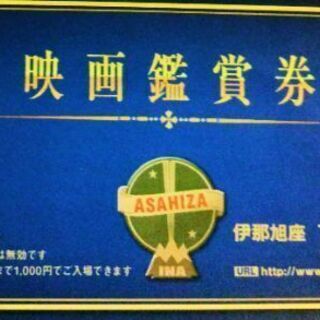 映画鑑賞券
ASAHIZA
INA
は無効です
まで1,000円でご入場できます
伊那旭座
URL http://www